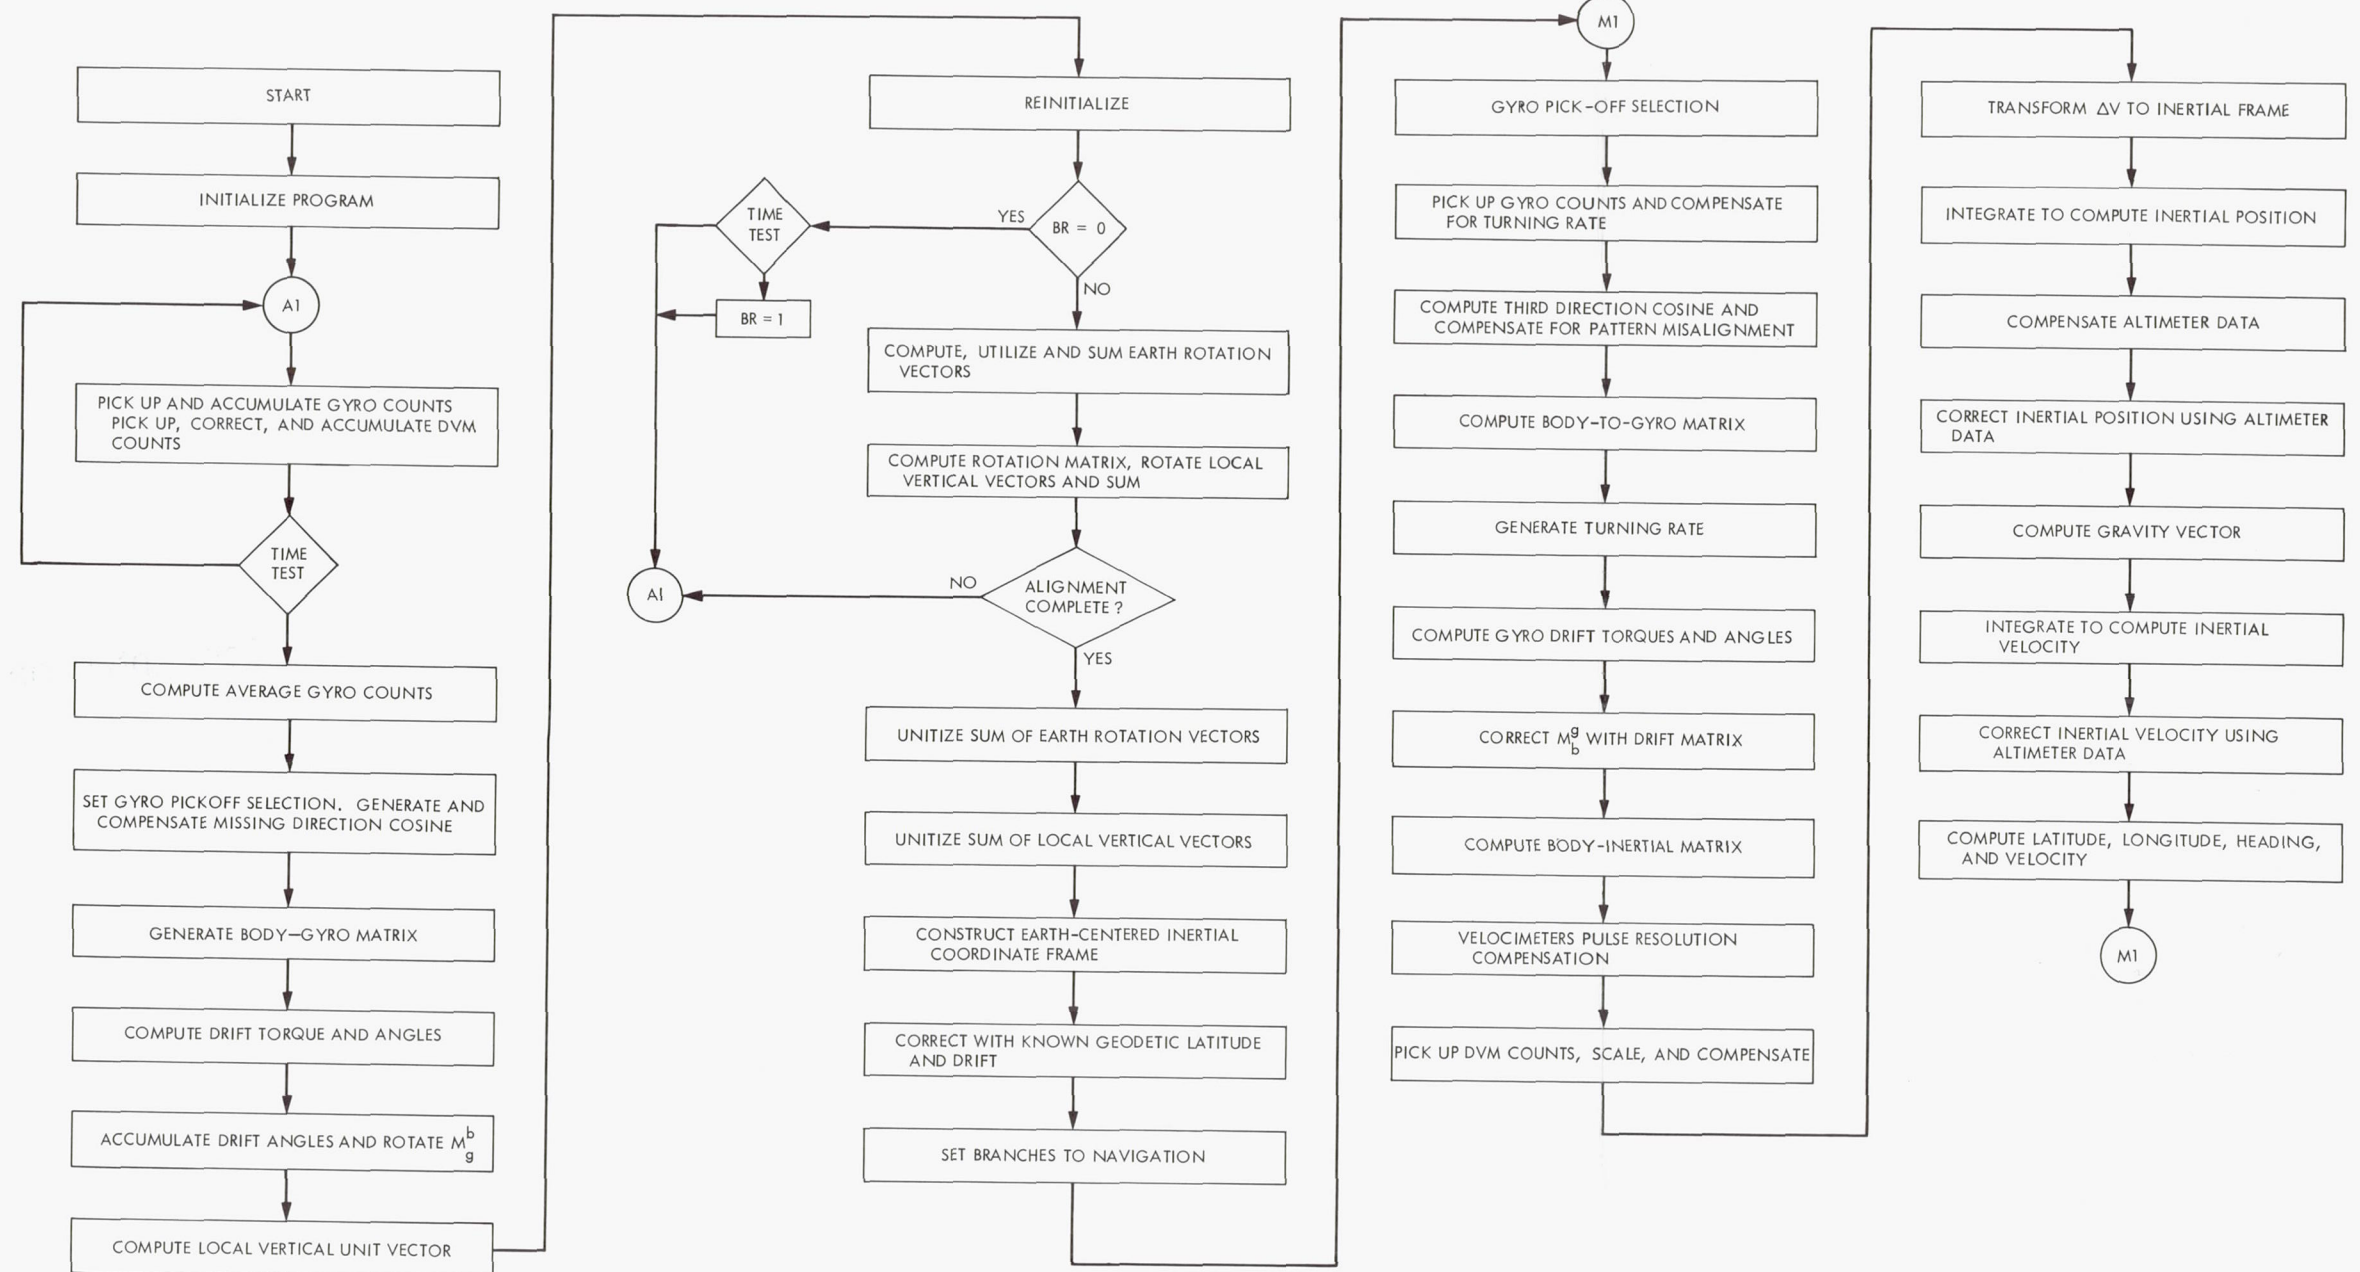 START
INITIALIZE PROGRAM
A1
PICK UP AND ACCUMULATE GYRO COUNTS
PICK UP, CORRECT, AND ACCUMULATE DVM
COUNTS
TIME
TEST
COMPUTE AVERAGE GYRO COUNTS
SET GYRO PICKOFF SELECTION. GENERATE AND
COMPENSATE MISSING DIRECTION COSINE
GENERATE BODY—GYRO MATRIX
COMPUTE DRIFT TORQUE AND ANGLES
ACCUMULATE DRIFT ANGLES AND ROTATE M_g^b
COMPUTE LOCAL VERTICAL UNIT VECTOR
REINITIALIZE
BR = 0
YES
TIME
TEST
BR = 1
NO
COMPUTE, UTILIZE AND SUM EARTH ROTATION
VECTORS
COMPUTE ROTATION MATRIX, ROTATE LOCAL
VERTICAL VECTORS AND SUM
ALIGNMENT
COMPLETE ?
NO
A1
YES
UNITIZE SUM OF EARTH ROTATION VECTORS
UNITIZE SUM OF LOCAL VERTICAL VECTORS
CONSTRUCT EARTH-CENTERED INERTIAL
COORDINATE FRAME
CORRECT WITH KNOWN GEODETIC LATITUDE
AND DRIFT
SET BRANCHES TO NAVIGATION
M1
GYRO PICK-OFF SELECTION
PICK UP GYRO COUNTS AND COMPENSATE
FOR TURNING RATE
COMPUTE THIRD DIRECTION COSINE AND
COMPENSATE FOR PATTERN MISALIGNMENT
COMPUTE BODY-TO-GYRO MATRIX
GENERATE TURNING RATE
COMPUTE GYRO DRIFT TORQUES AND ANGLES
CORRECT M_b^g WITH DRIFT MATRIX
COMPUTE BODY-INERTIAL MATRIX
VELOCIMETERS PULSE RESOLUTION
COMPENSATION
PICK UP DVM COUNTS, SCALE, AND COMPENSATE
TRANSFORM ΔV TO INERTIAL FRAME
INTEGRATE TO COMPUTE INERTIAL POSITION
COMPENSATE ALTIMETER DATA
CORRECT INERTIAL POSITION USING ALTIMETER
DATA
COMPUTE GRAVITY VECTOR
INTEGRATE TO COMPUTE INERTIAL
VELOCITY
CORRECT INERTIAL VELOCITY USING
ALTIMETER DATA
COMPUTE LATITUDE, LONGITUDE, HEADING,
AND VELOCITY
M1